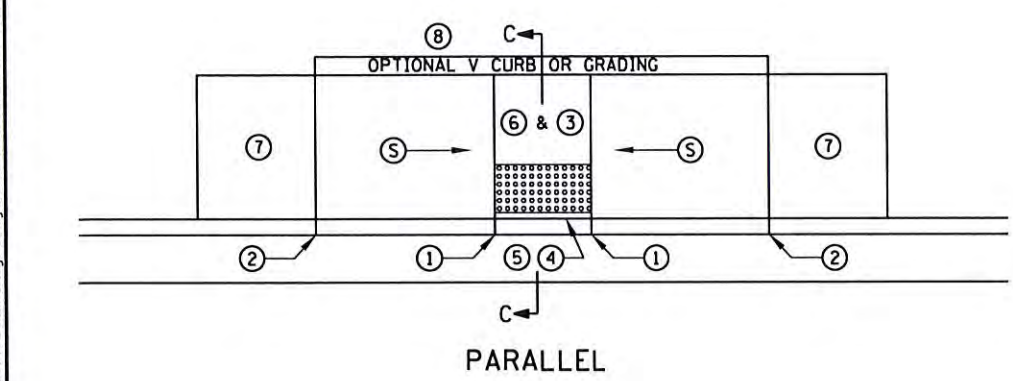 ⑧ C
OPTIONAL V CURB OR GRADING
⑥ & ③
⑦ Ⓢ Ⓢ ⑦
② ① ⑤ ④ ① ②
C
PARALLEL